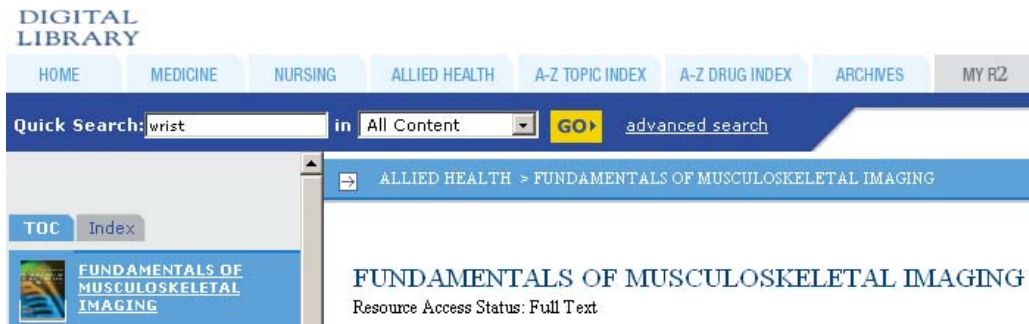 DIGITAL
LIBRARY
HOME MEDICINE NURSING ALLIED HEALTH A-Z TOPIC INDEX A-Z DRUG INDEX ARCHIVES MY R2
Quick Search: wrist in All Content GO advanced search
ALLIED HEALTH > FUNDAMENTALS OF MUSCULOSKELETAL IMAGING
TOC Index
FUNDAMENTALS OF
MUSCULOSKELETAL
IMAGING
FUNDAMENTALS OF MUSCULOSKELETAL IMAGING
Resource Access Status: Full Text